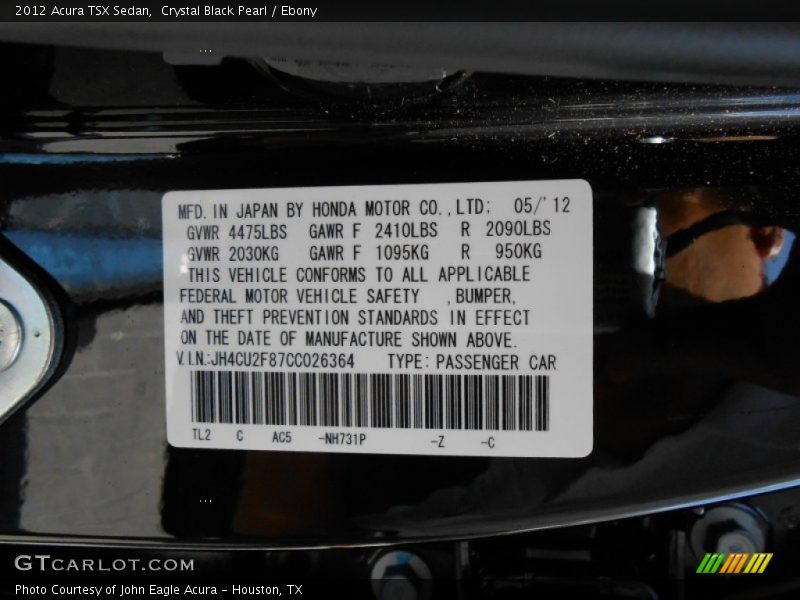 2012 Acura TSX Sedan,  Crystal Black Pearl / Ebony
MFD. IN JAPAN BY HONDA MOTOR CO., LTD; 05/'12
GVWR 4475LBS GAWR F 2410LBS R 2090LBS
GVWR 2030KG GAWR F 1095KG R 950KG
THIS VEHICLE CONFORMS TO ALL APPLICABLE
FEDERAL MOTOR VEHICLE SAFETY , BUMPER,
AND THEFT PREVENTION STANDARDS IN EFFECT
ON THE DATE OF MANUFACTURE SHOWN ABOVE.
V.I.N.:JH4CU2F87CC026364 TYPE: PASSENGER CAR
TL2 C AC5 -NH731P -Z -C
GTCARLOT.COM
Photo Courtesy of John Eagle Acura - Houston, TX